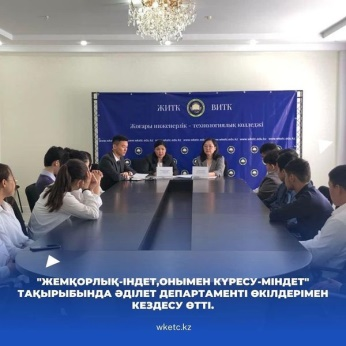 ЖИТК ВИТК
Жоғары инженерлік - технологиялық колледжі
"ЖЕМҚОРЛЫҚ-ІНДЕТ,ОНЫМЕН КҮРЕСУ-МІНДЕТ"
ТАҚЫРЫБЫНДА ӘДІЛЕТ ДЕПАРТАМЕНТІ ӨКІЛДЕРІМЕН
КЕЗДЕСУ ӨТТІ.
wketc.kz